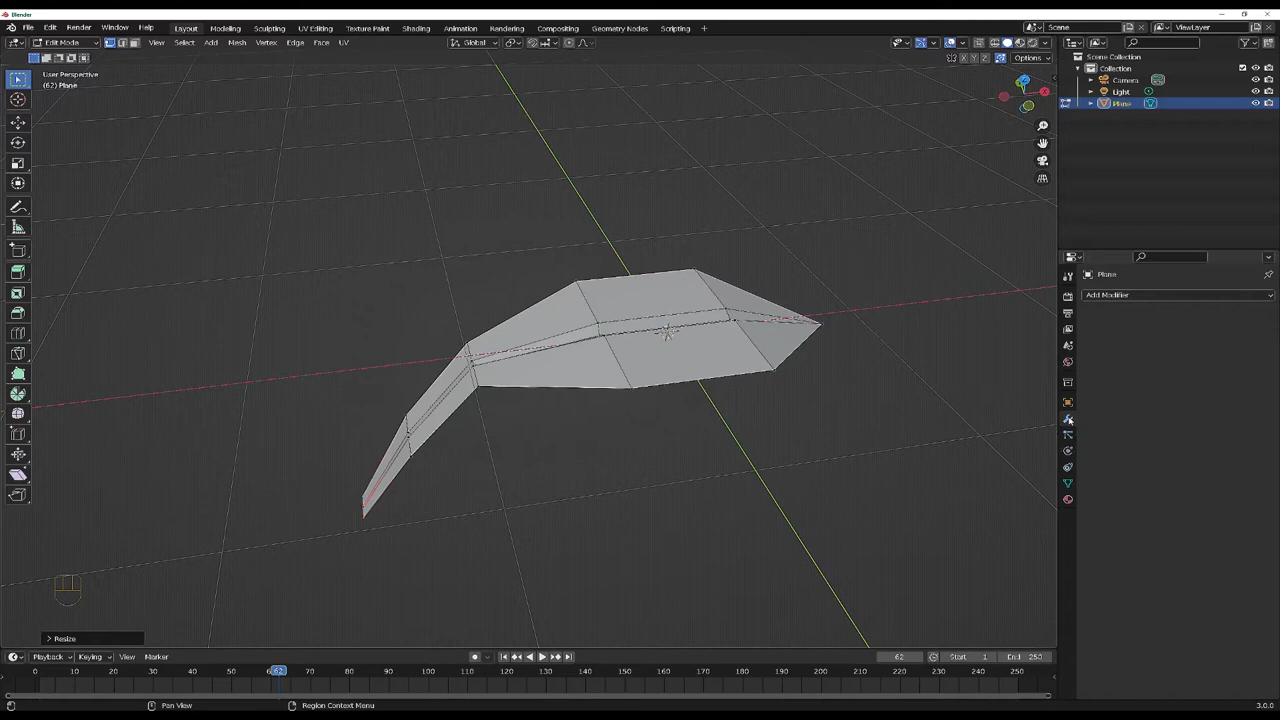 Blender
File Edit Render Window Help Layout Modeling Sculpting UV Editing Texture Paint Shading Animation Rendering Compositing Geometry Nodes Scripting + Scene ViewLayer
Edit Mode View Select Add Mesh Vertex Edge Face UV Global
X Y Z Options
User Perspective
(62) Plane
Scene Collection
Collection
Camera
Light
Plane
Plane
Add Modifier
Resize
Playback Keying View Marker 62 Start 1 End 250
0 10 20 30 40 50 62 70 80 90 100 110 120 130 140 150 160 170 180 190 200 210 220 230 240 250
Pan View Region Context Menu 3.0.0